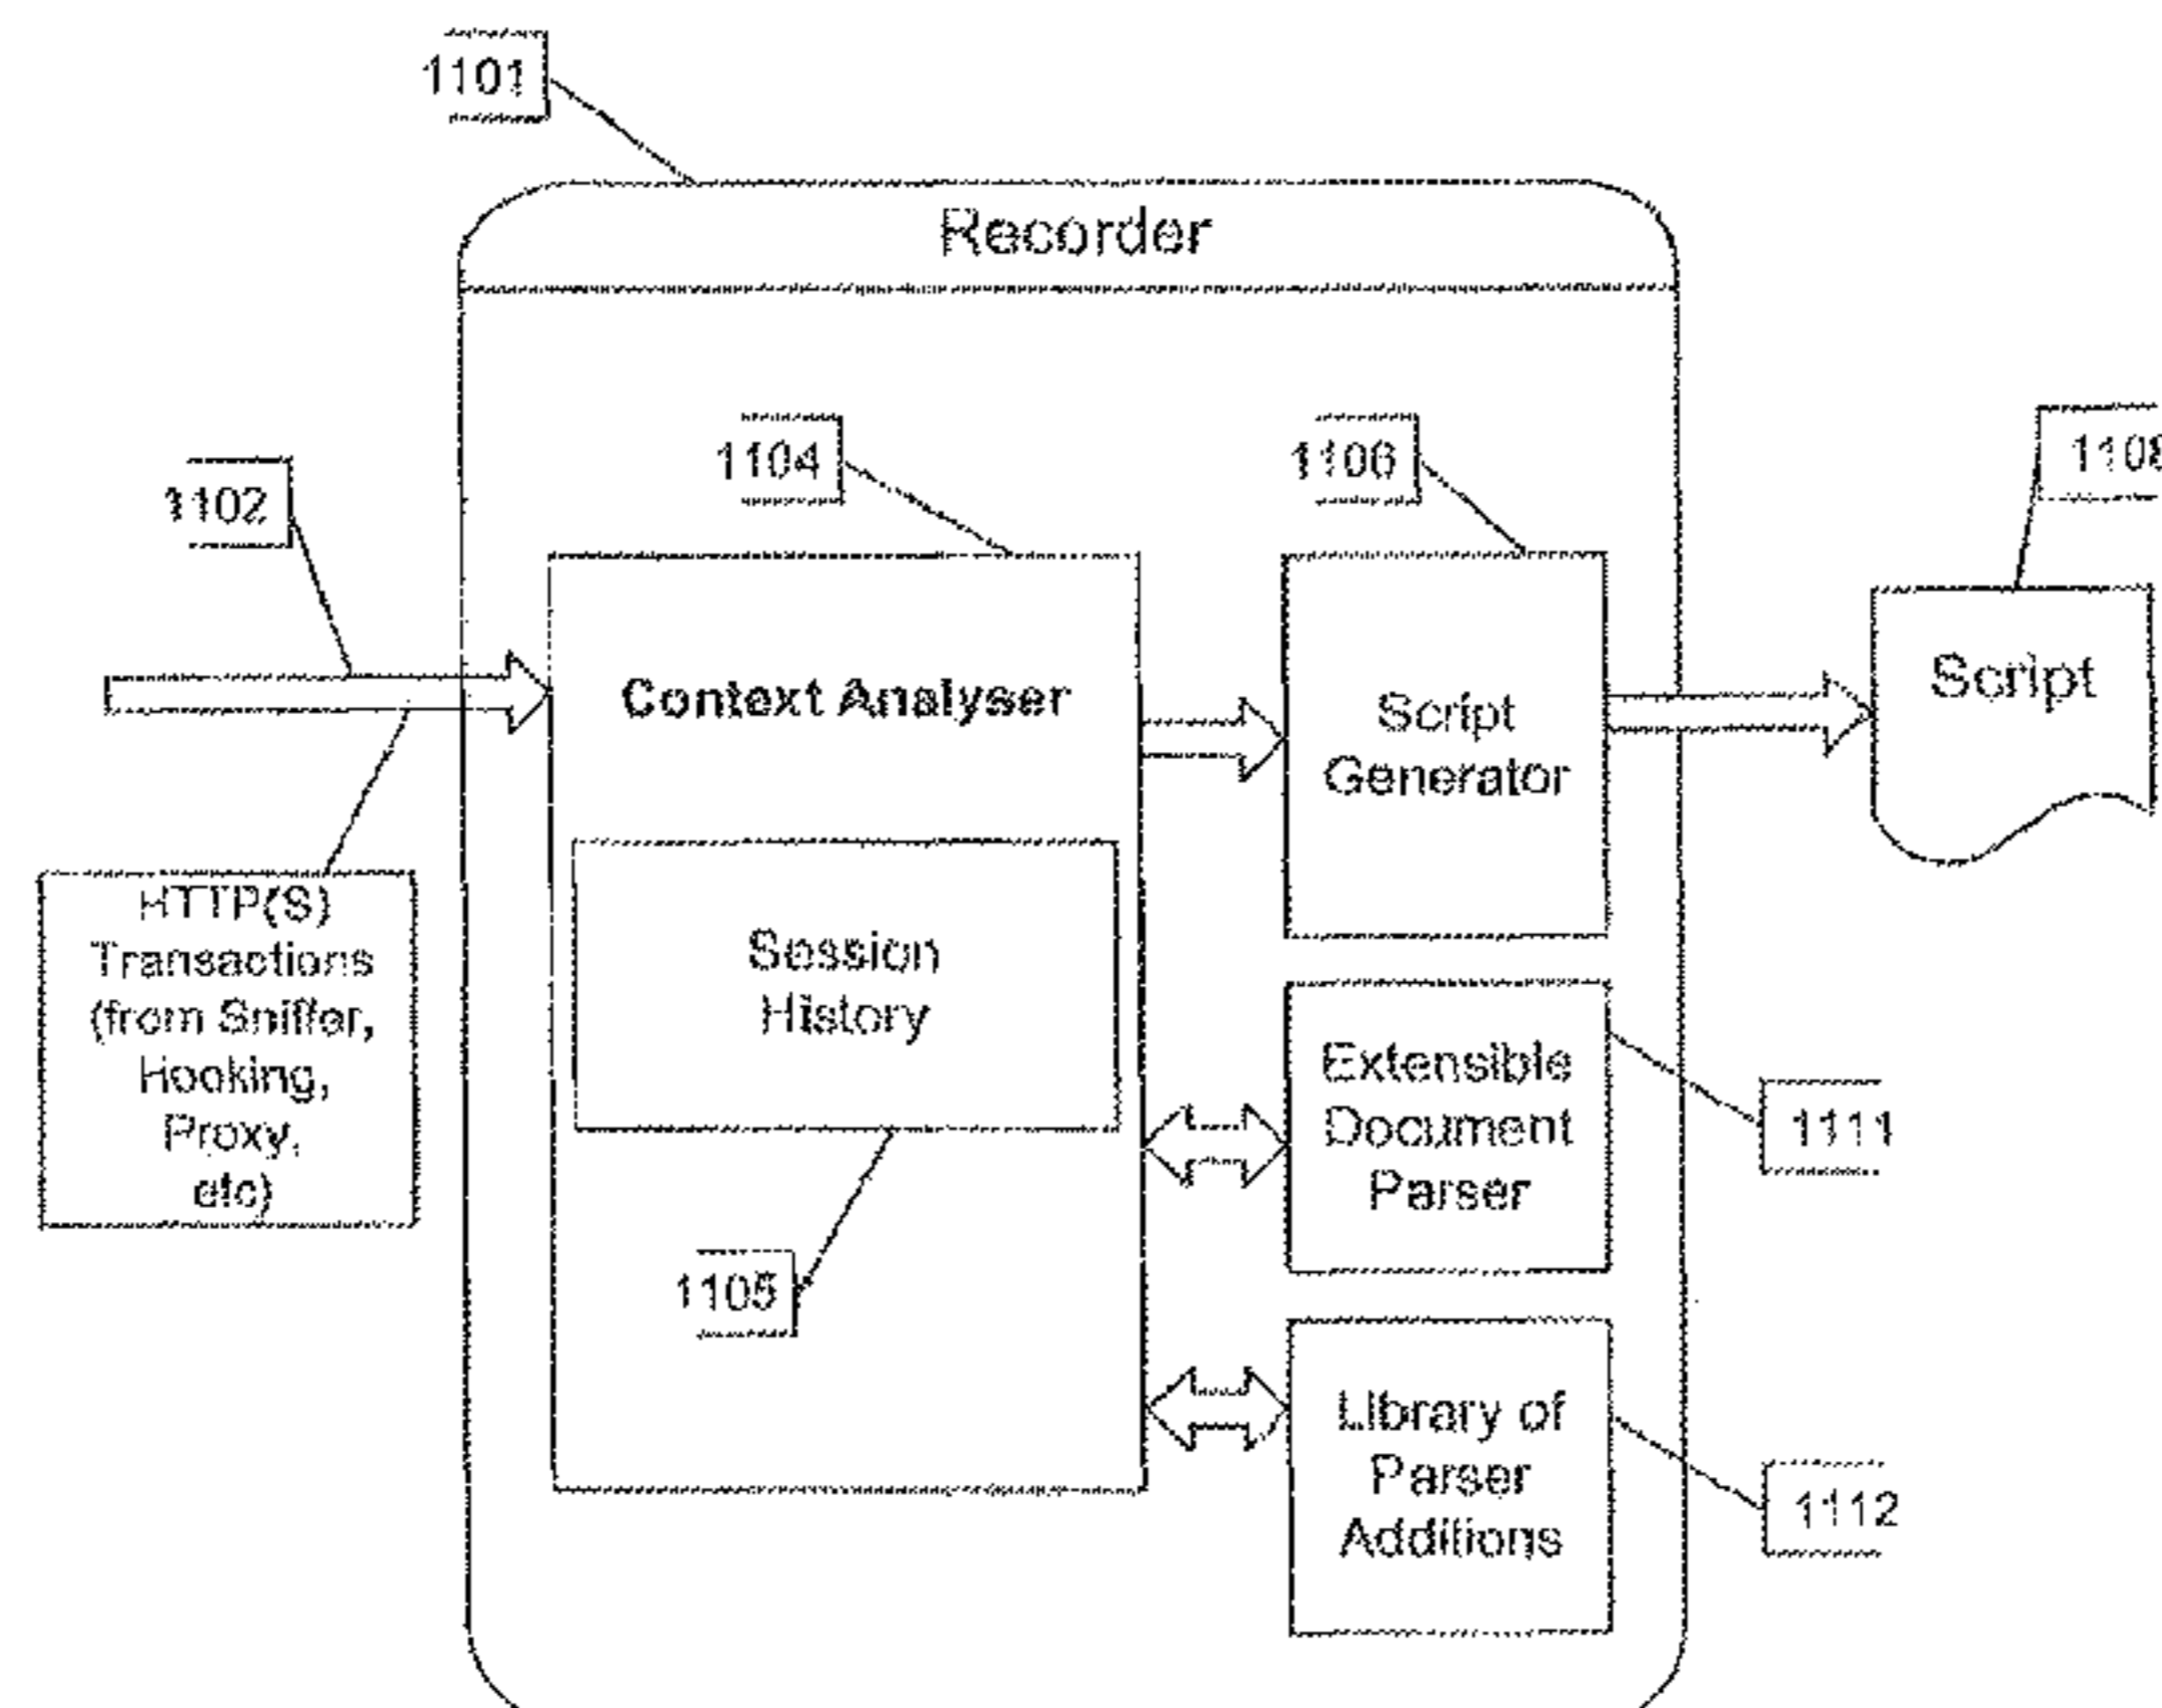 1101
Recorder
1102
1104
1106
1108
Context Analyser
Script
Generator
Script
HTTP(S)
Transactions
(from Sniffer,
Hooking,
Proxy,
etc)
Session
History
1105
Extensible
Document
Parser
1111
Library of
Parser
Additions
1112